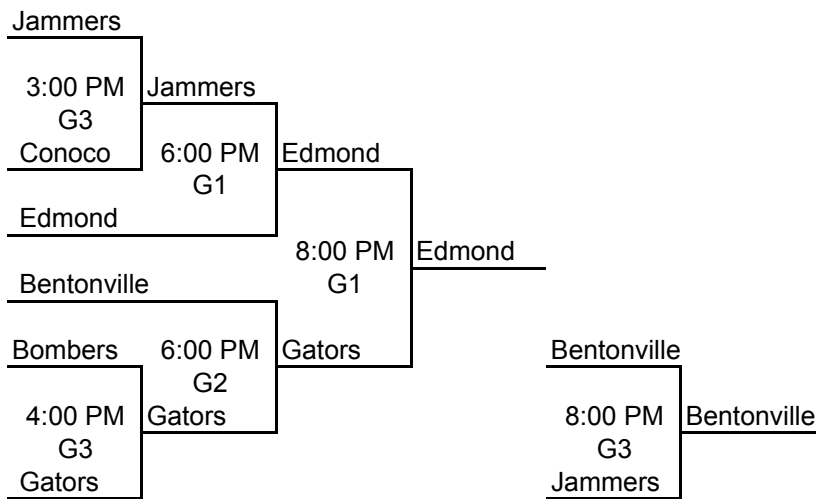 Jammers
3:00 PM Jammers
G3
Conoco 6:00 PM Edmond
G1
Edmond
8:00 PM Edmond
Bentonville G1
Bombers 6:00 PM Gators Bentonville
G2
4:00 PM Gators 8:00 PM Bentonville
G3 G3
Gators Jammers